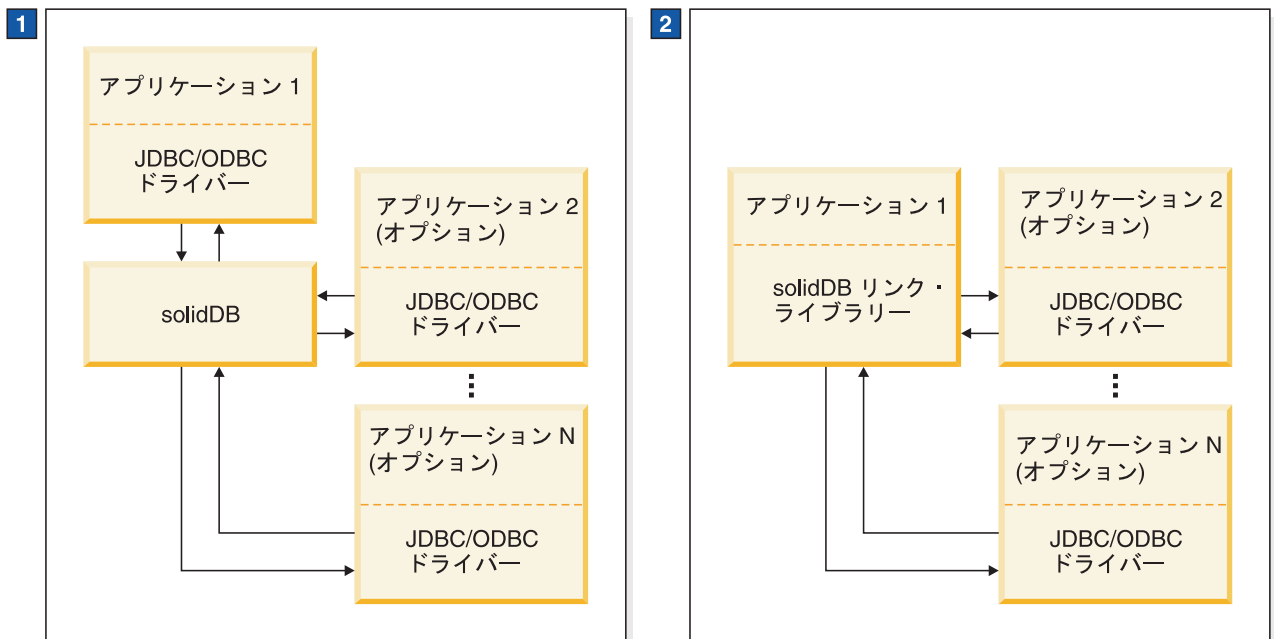 1
アプリケーション 1
JDBC/ODBC
ドライバー
solidDB
アプリケーション 2
(オプション)
JDBC/ODBC
ドライバー
アプリケーション N
(オプション)
JDBC/ODBC
ドライバー
2
アプリケーション 1
solidDB リンク・
ライブラリー
アプリケーション 2
(オプション)
JDBC/ODBC
ドライバー
アプリケーション N
(オプション)
JDBC/ODBC
ドライバー